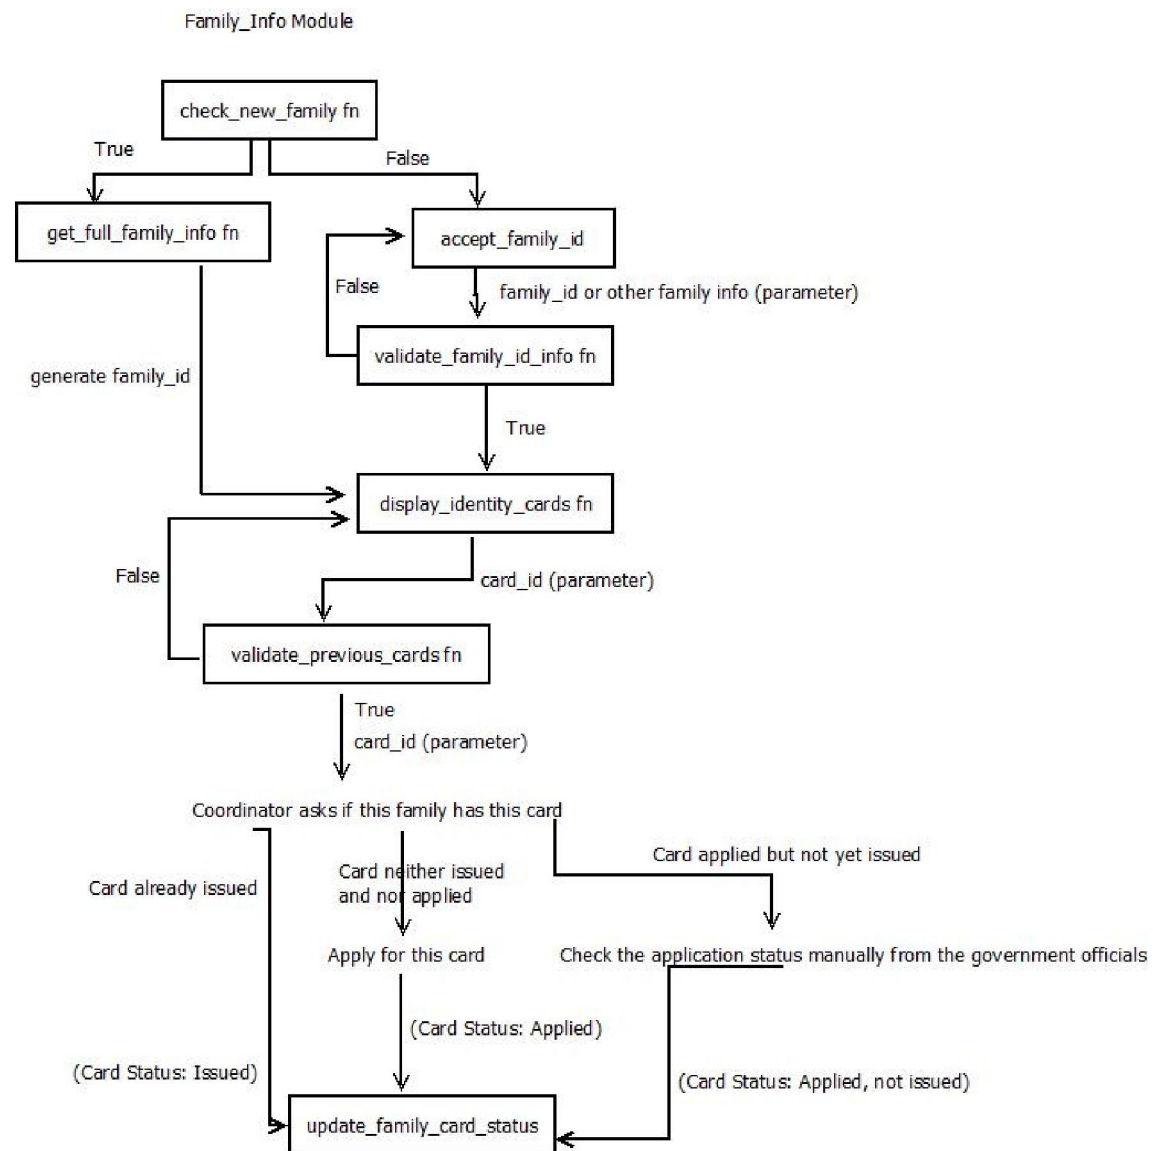 Family_Info Module
check_new_family fn
True
False
get_full_family_info fn
accept_family_id
False
family_id or other family info (parameter)
validate_family_id_info fn
generate family_id
True
display_identity_cards fn
False
card_id (parameter)
validate_previous_cards fn
True
card_id (parameter)
Coordinator asks if this family has this card
Card applied but not yet issued
Card already issued
Card neither issued
and nor applied
Apply for this card
Check the application status manually from the government officials
(Card Status: Applied)
(Card Status: Issued)
(Card Status: Applied, not issued)
update_family_card_status